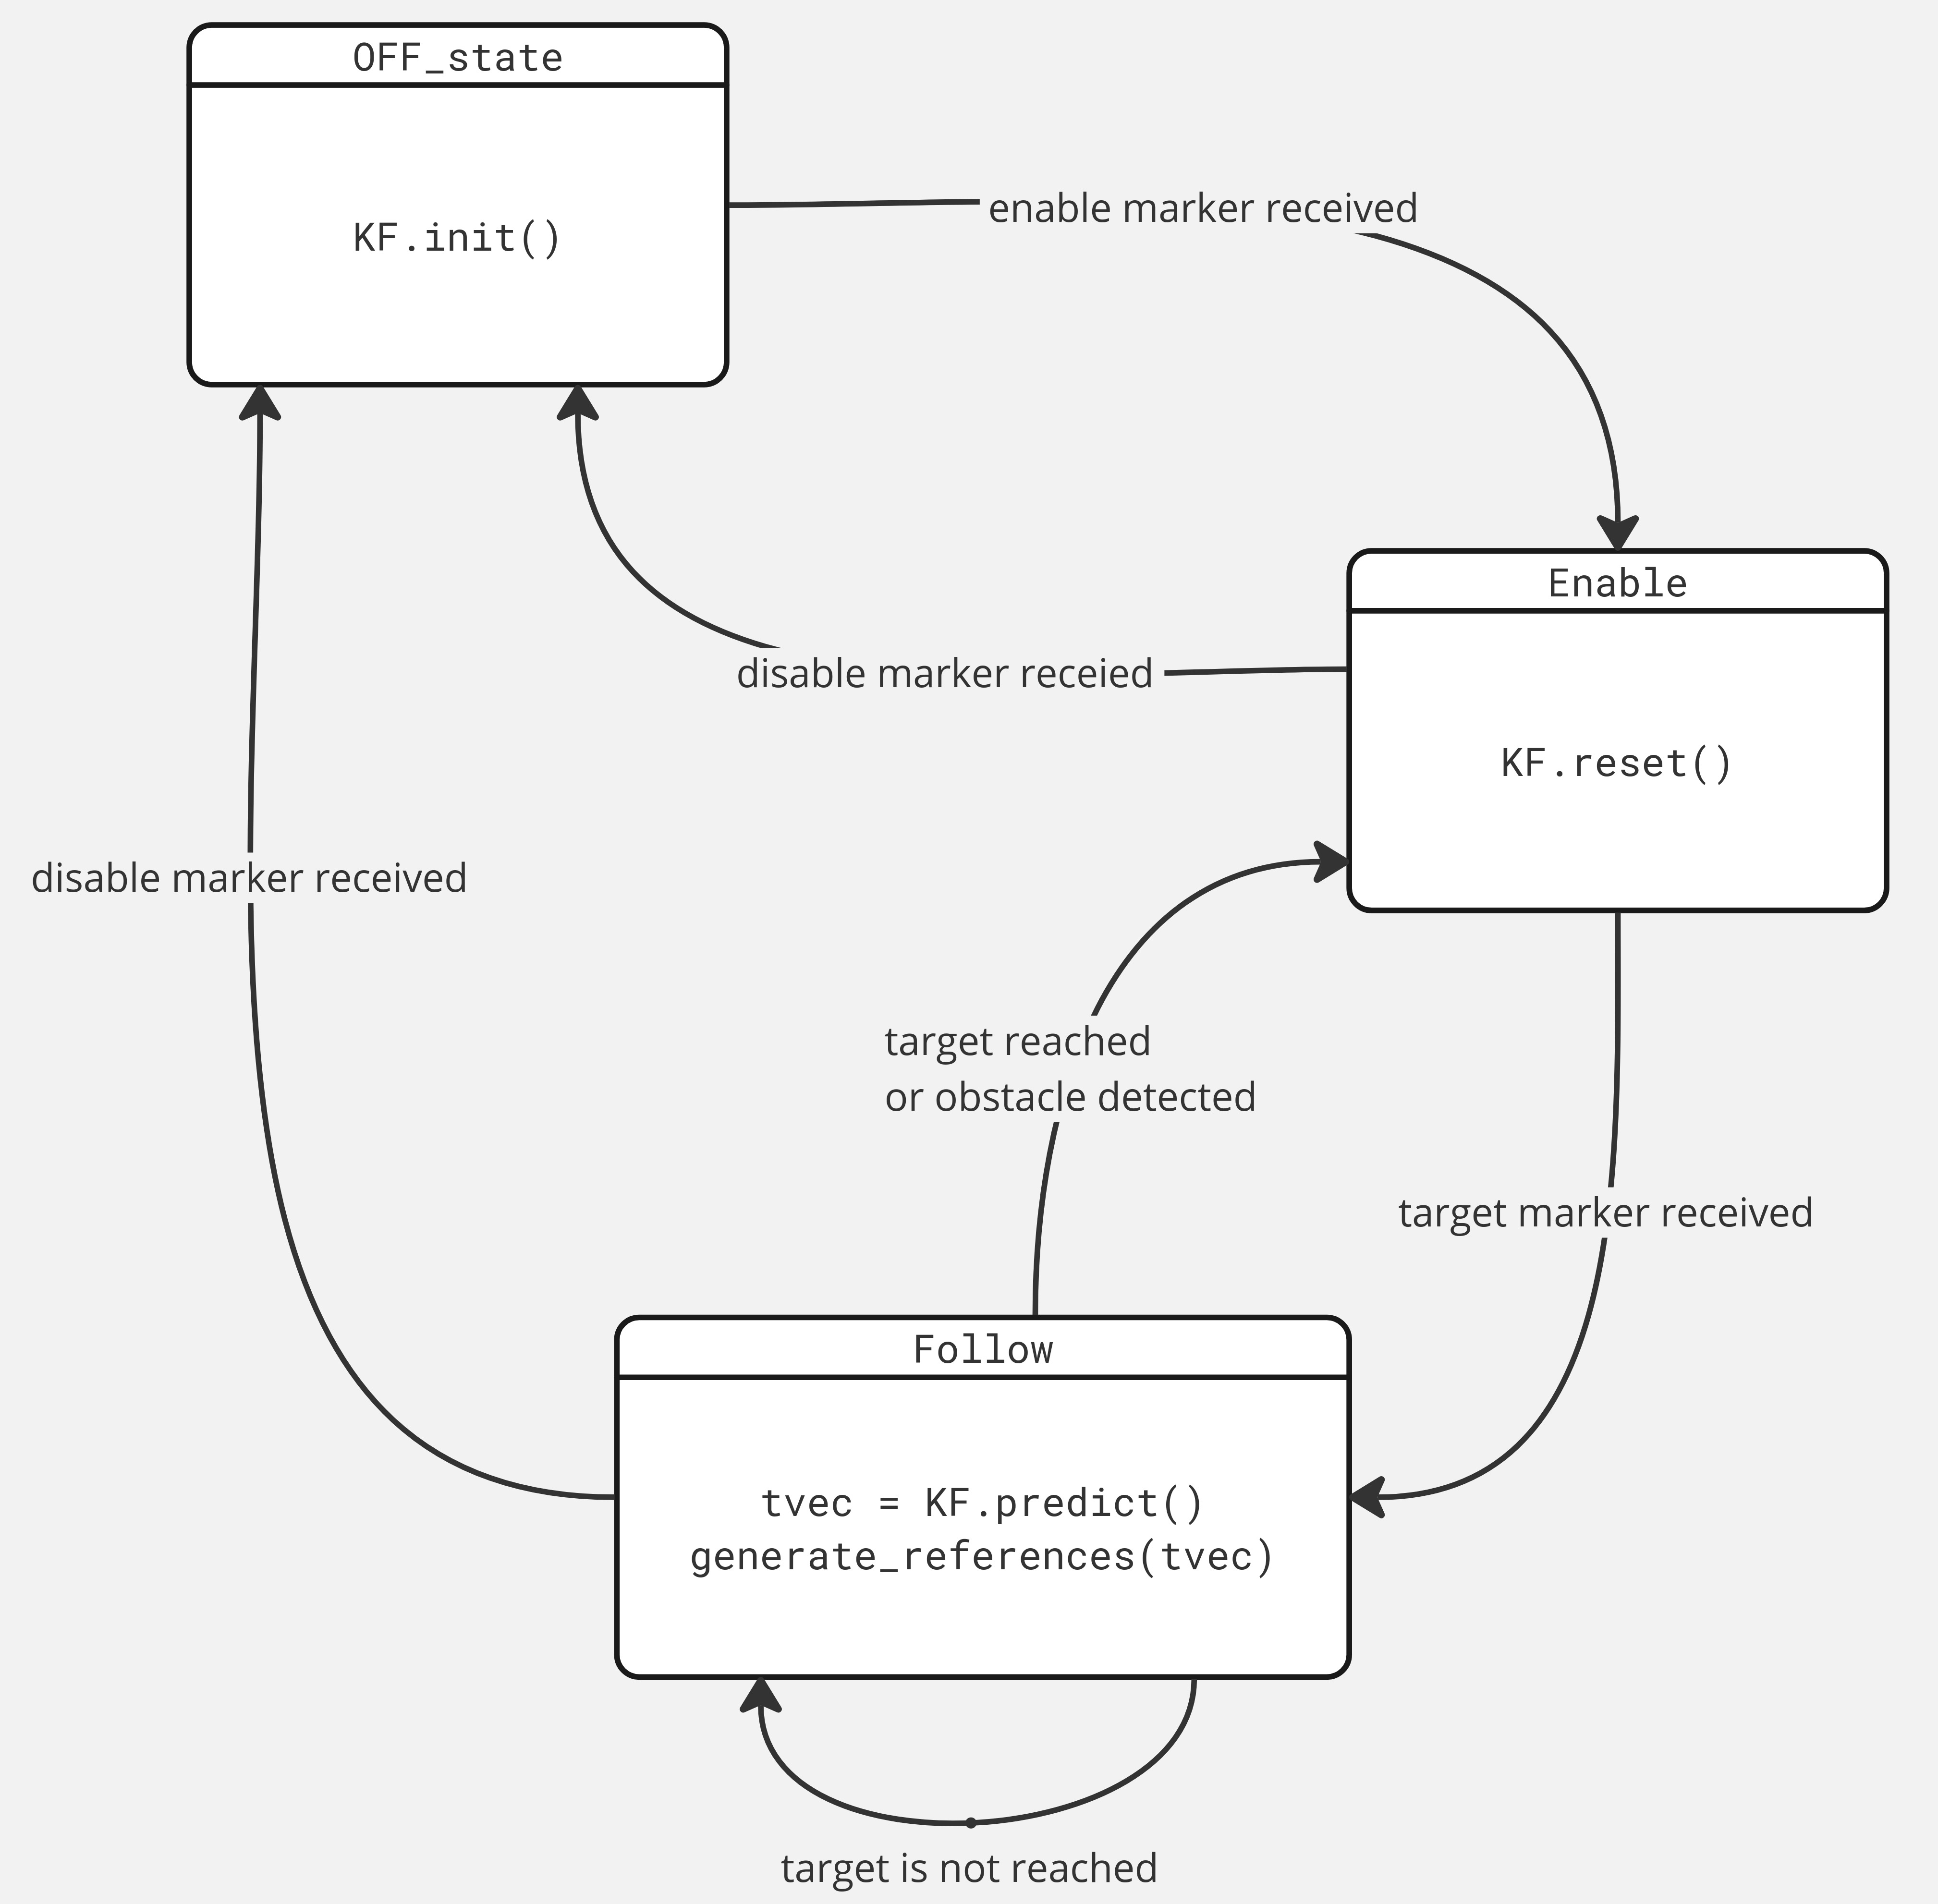 OFF_state
KF.init()
enable marker received
Enable
KF.reset()
disable marker receied
disable marker received
target reached
or obstacle detected
target marker received
Follow
tvec = KF.predict()
generate_references(tvec)
target is not reached